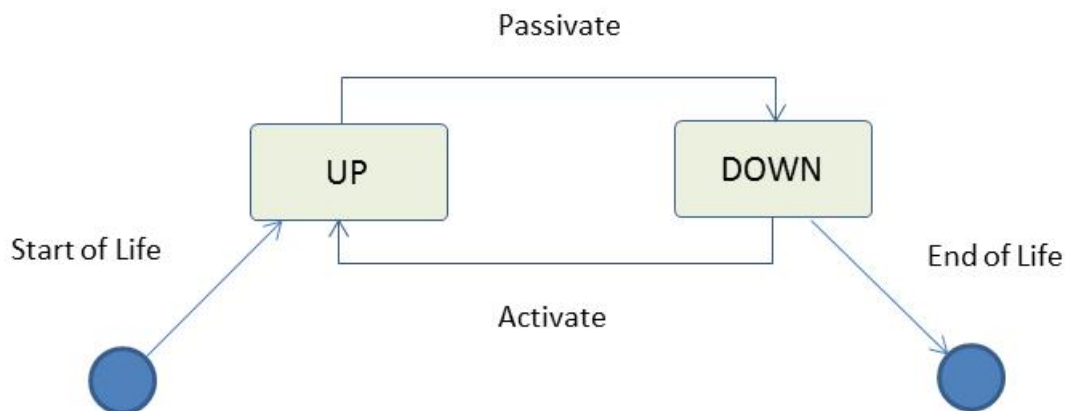 Passivate
UP
DOWN
Start of Life
End of Life
Activate